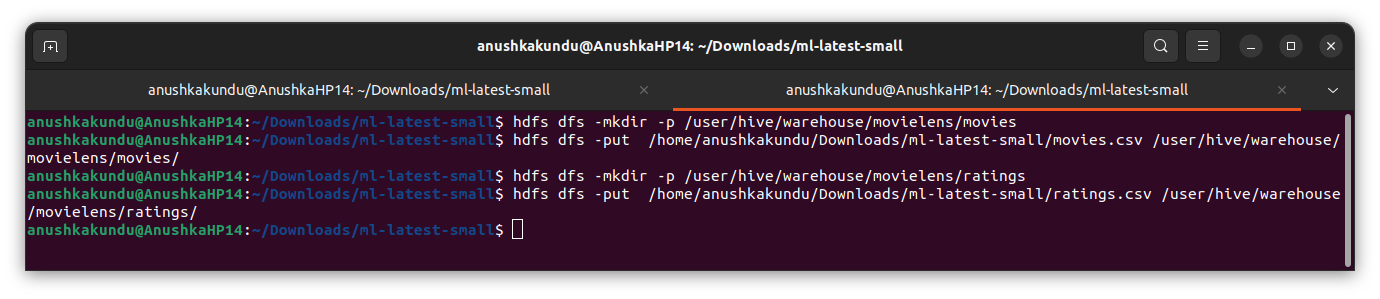 anushkakundu@AnushkaHP14: ~/Downloads/ml-latest-small
anushkakundu@AnushkaHP14: ~/Downloads/ml-latest-small
anushkakundu@AnushkaHP14: ~/Downloads/ml-latest-small
anushkakundu@AnushkaHP14:~/Downloads/ml-latest-small$ hdfs dfs -mkdir -p /user/hive/warehouse/movielens/movies
anushkakundu@AnushkaHP14:~/Downloads/ml-latest-small$ hdfs dfs -put  /home/anushkakundu/Downloads/ml-latest-small/movies.csv /user/hive/warehouse/
movielens/movies/
anushkakundu@AnushkaHP14:~/Downloads/ml-latest-small$ hdfs dfs -mkdir -p /user/hive/warehouse/movielens/ratings
anushkakundu@AnushkaHP14:~/Downloads/ml-latest-small$ hdfs dfs -put  /home/anushkakundu/Downloads/ml-latest-small/ratings.csv /user/hive/warehouse
/movielens/ratings/
anushkakundu@AnushkaHP14:~/Downloads/ml-latest-small$